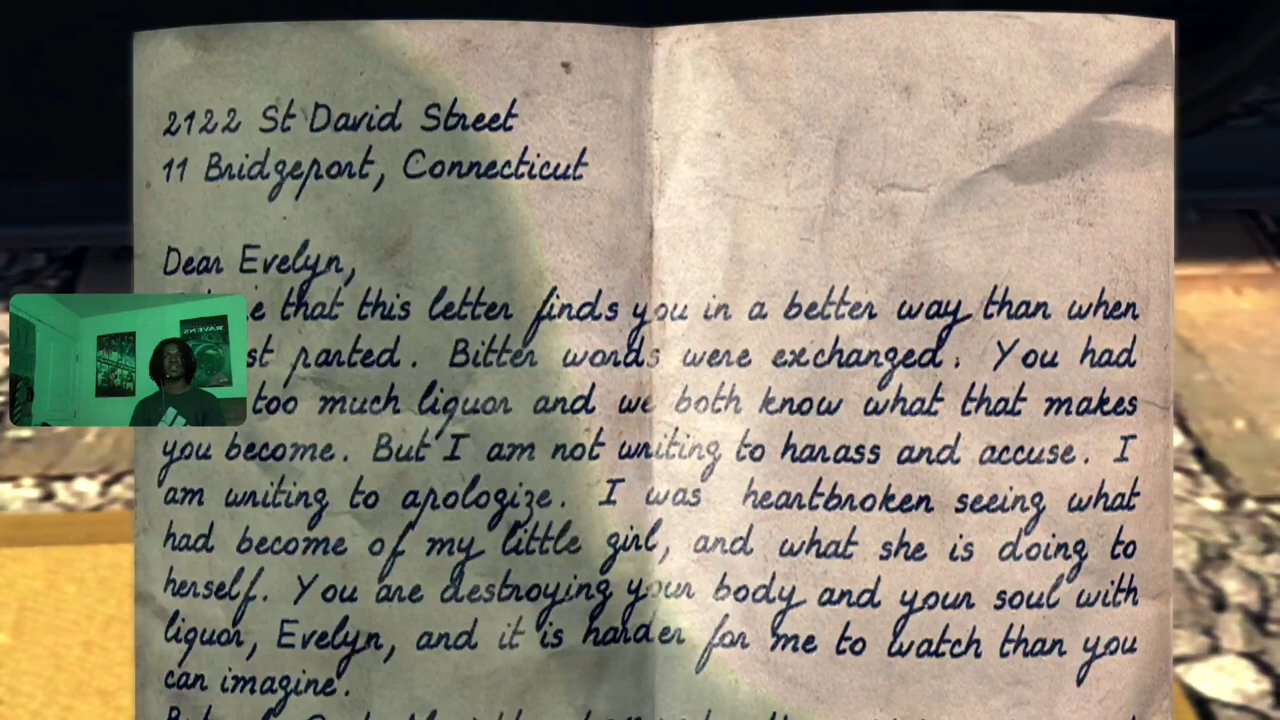 2122 St David Street
11 Bridgeport, Connecticut
Dear Evelyn,
that this letter finds you in a better way than when
parted. Bitter words were exchanged. You had
too much liquor and we both know what that makes
you become. But I am not writing to harass and accuse. I
am writing to apologize. I was heartbroken seeing what
had become of my little girl, and what she is doing to
herself. You are destroying your body and your soul with
liquor, Evelyn, and it is harder for me to watch than you
can imagine.
RAVENS